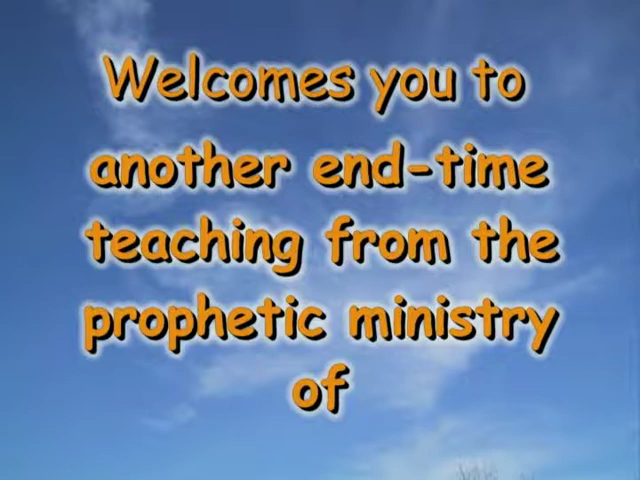 Welcomes you to
another end-time
teaching from the
prophetic ministry
of